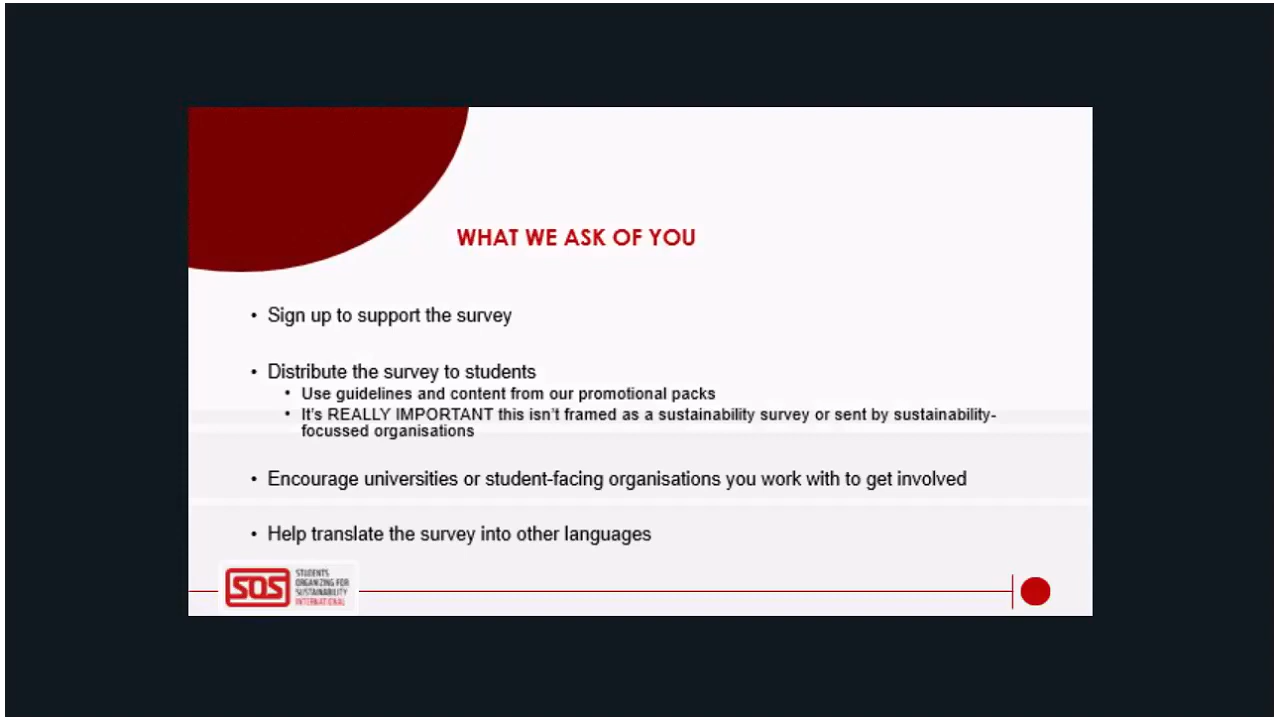 WHAT WE ASK OF YOU
• Sign up to support the survey
• Distribute the survey to students
• Use guidelines and content from our promotional packs
• It's REALLY IMPORTANT this isn't framed as a sustainability survey or sent by sustainability-
focussed organisations
• Encourage universities or student-facing organisations you work with to get involved
• Help translate the survey into other languages
SOS
STUDENTS
ORGANIZING FOR
SUSTAINABILITY
INTERNATIONAL